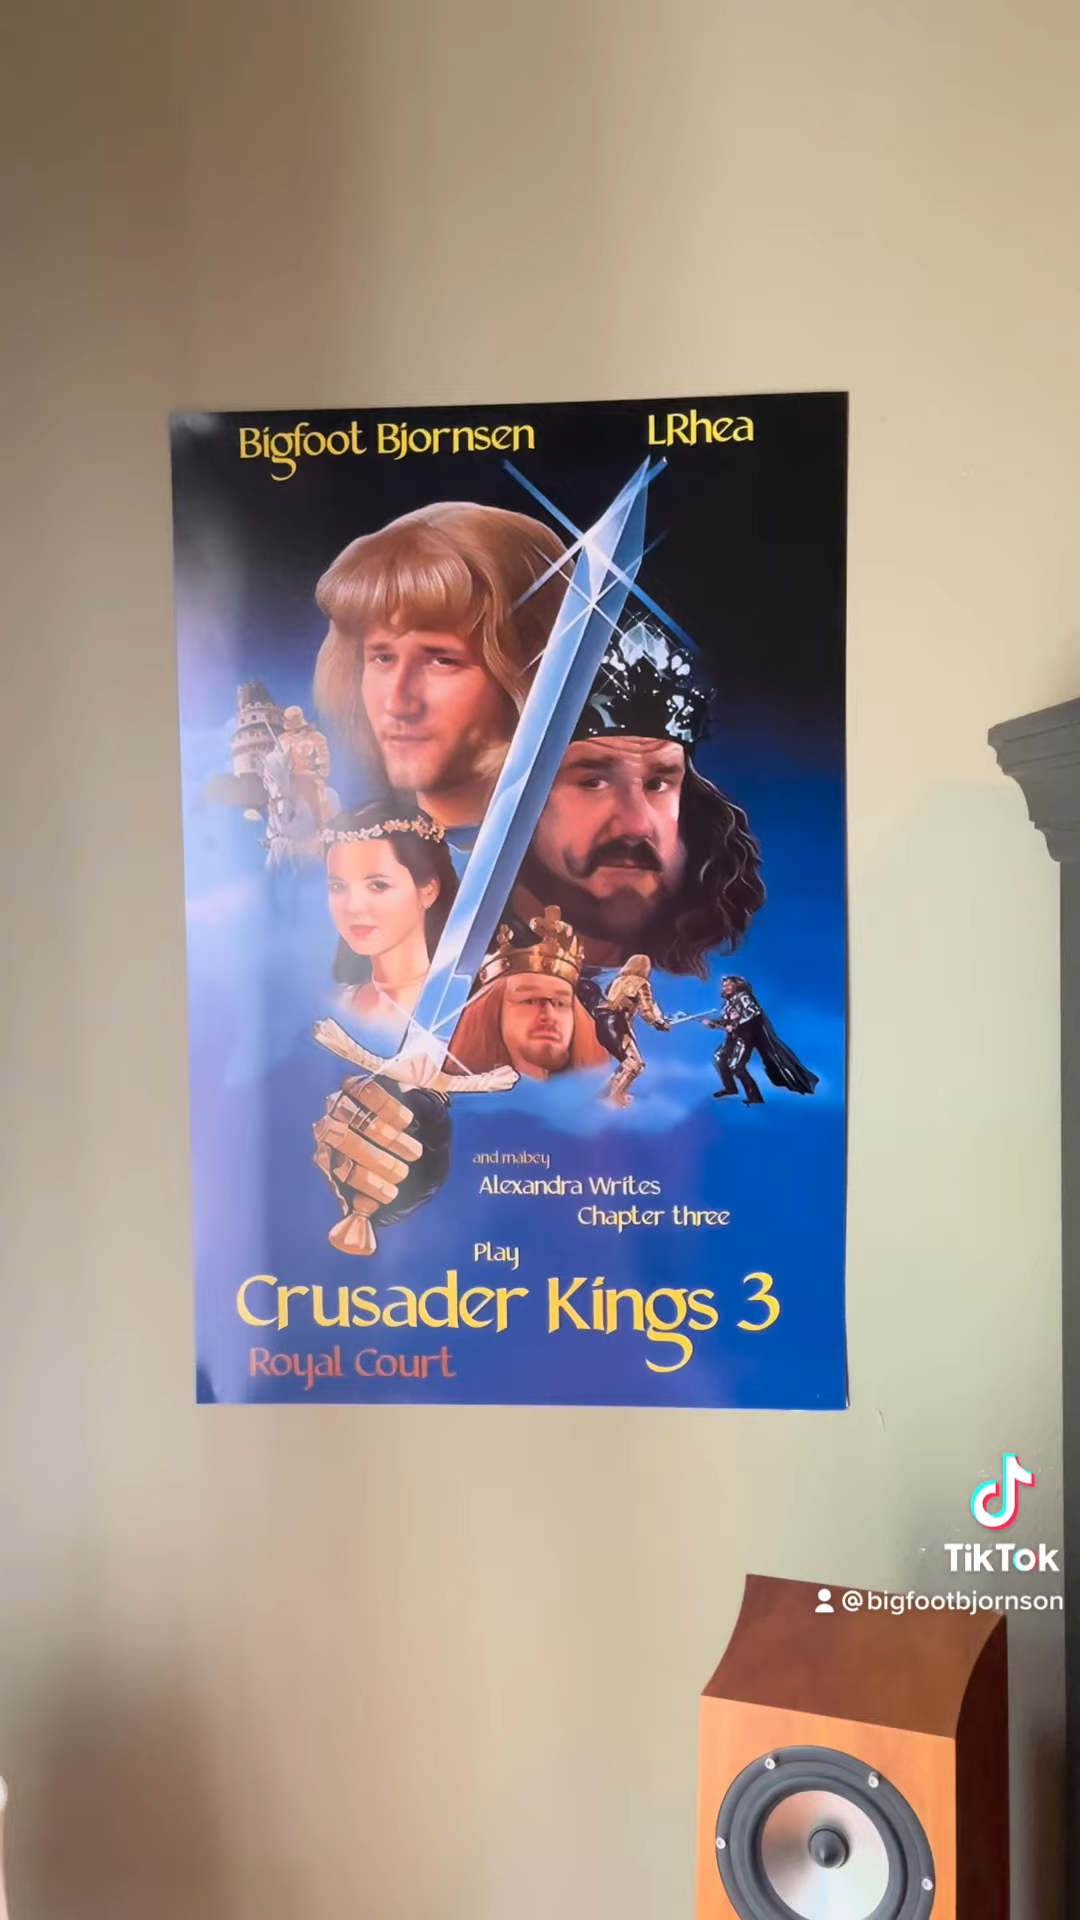 Bigfoot Bjornsen
LRhea
and mabey
Alexandra Writes
Chapter three
Play
Crusader Kings 3
Royal Court
TikTok
@bigfootbjornson